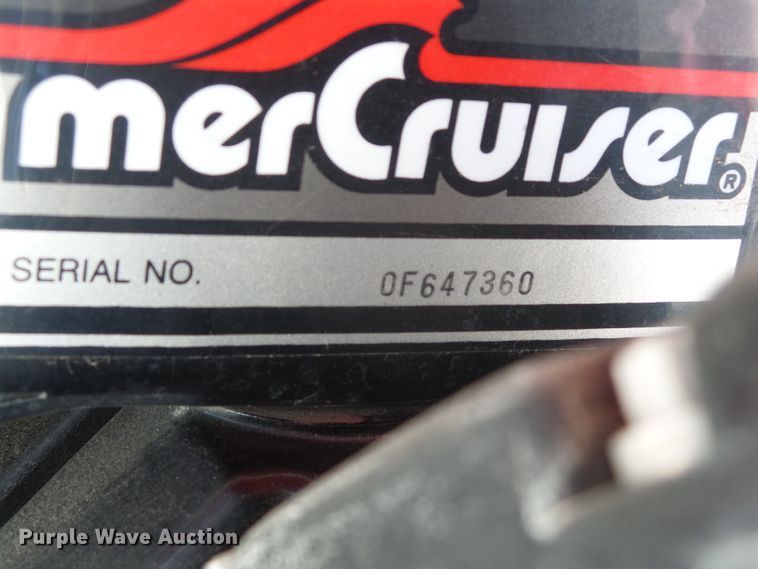 merCruiser®
SERIAL NO. 0F647360
Purple Wave Auction